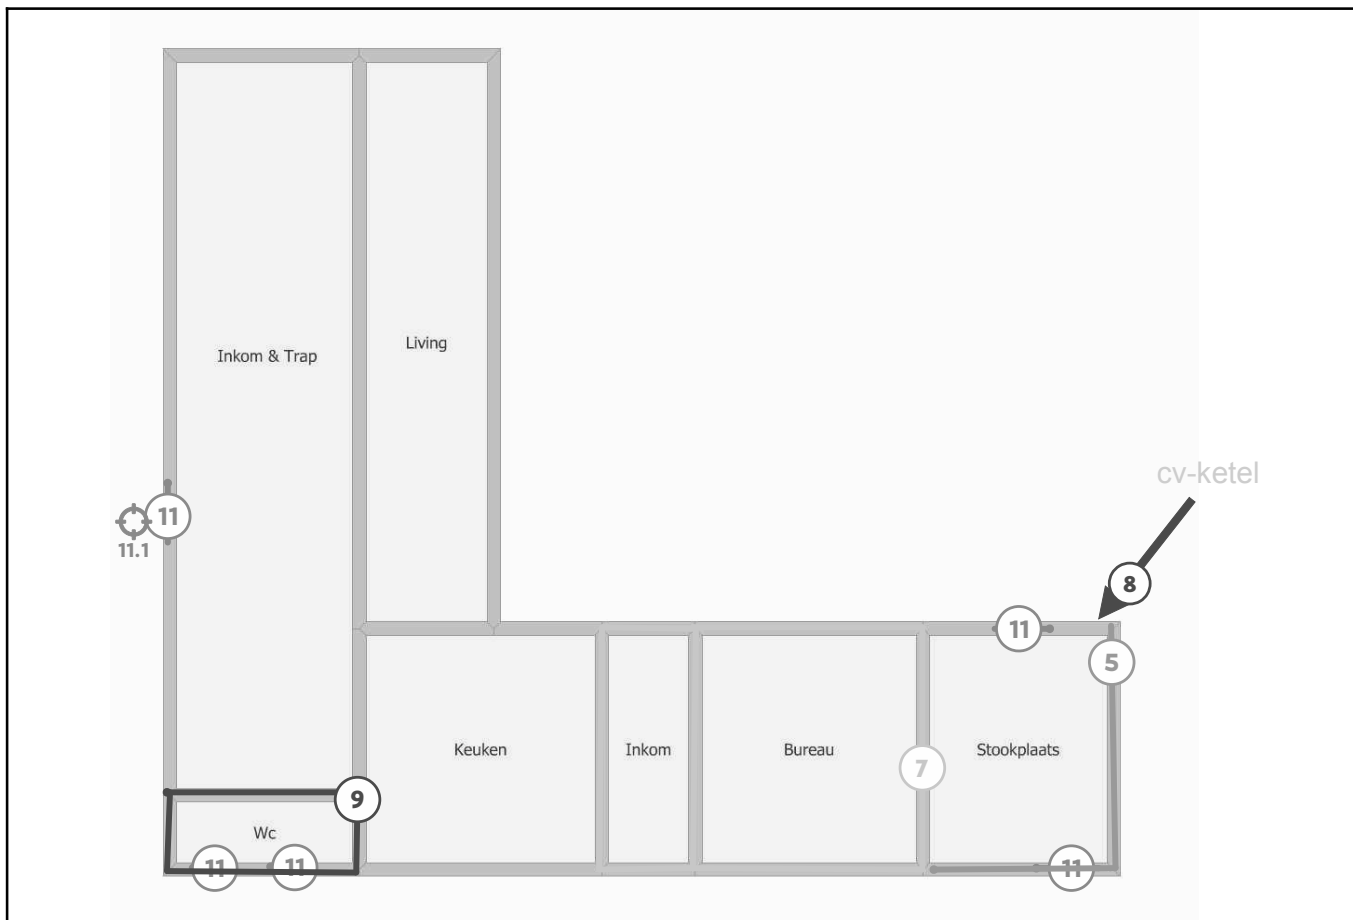 Living
Inkom & Trap
cv-ketel
11
11.1
8
11
5
Keuken
Inkom
Bureau
Stookplaats
7
9
Wc
11
11
11